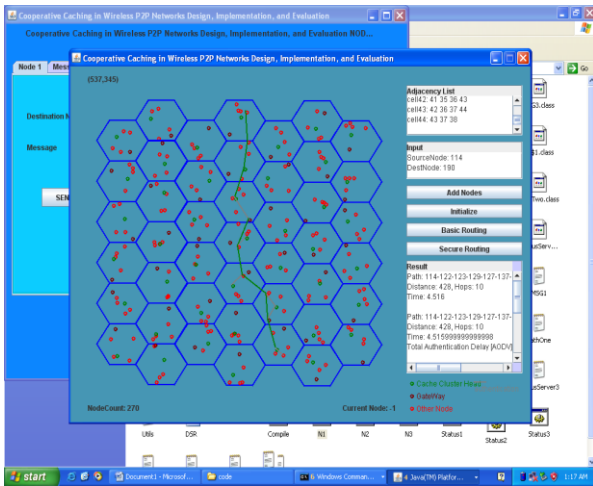 Cooperative Caching in Wireless P2P Networks Design, Implementation, and Evaluation
Cooperative Caching in Wireless P2P Networks Design, Implementation, and Evaluation NOD...
Node 1
Destination N
Message
SEN
Go
Cooperative Caching in Wireless P2P Networks Design, Implementation, and Evaluation
(537,345)
Adjacency List
cell42: 41 35 36 43
cell43: 42 36 37 44
cell44: 43 37 38
Input
SourceNode: 114
DestNode: 190
Add Nodes
Initialize
Basic Routing
Secure Routing
Result
Path: 114-122-123-129-127-137-
Distance: 428, Hops: 10
Time: 4.516
Path: 114-122-123-129-127-137-
Distance: 428, Hops: 10
Time: 4.515999999999998
Total Authentication Delay [AODV]
Cache Cluster Head
GateWay
Other Node
NodeCount: 270
Current Node: -1
Utils
DSR
Compile
N1
N2
N3
Status1
Status2
Status3
start
Document1 - Microsof...
code
6 Windows Comman...
4 Java(TM) Platfor...
1:17 AM